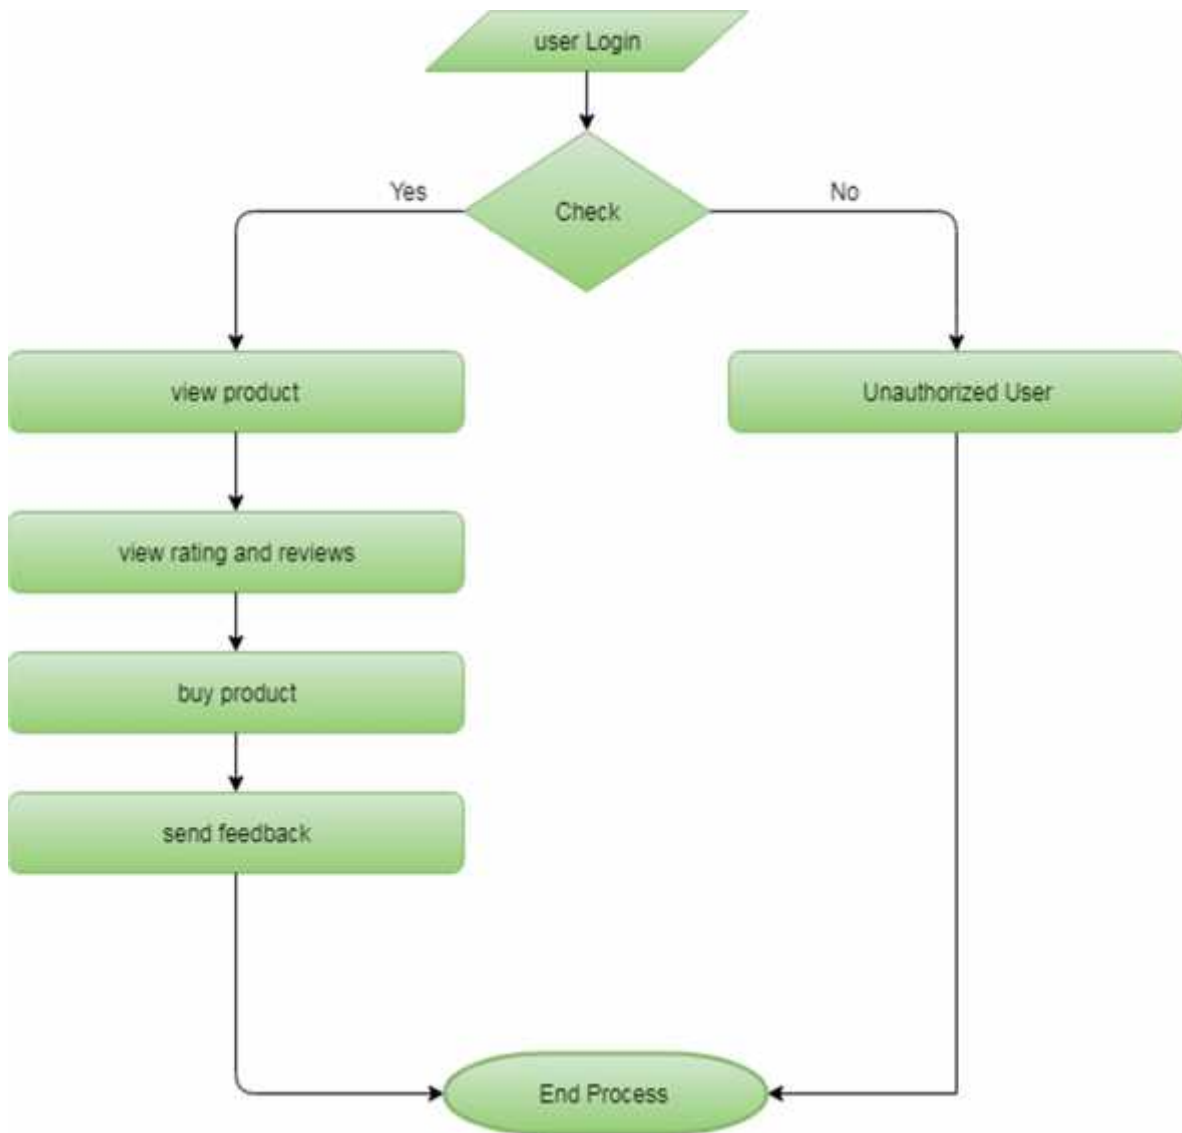 user Login
Check
Yes
No
view product
Unauthorized User
view rating and reviews
buy product
send feedback
End Process